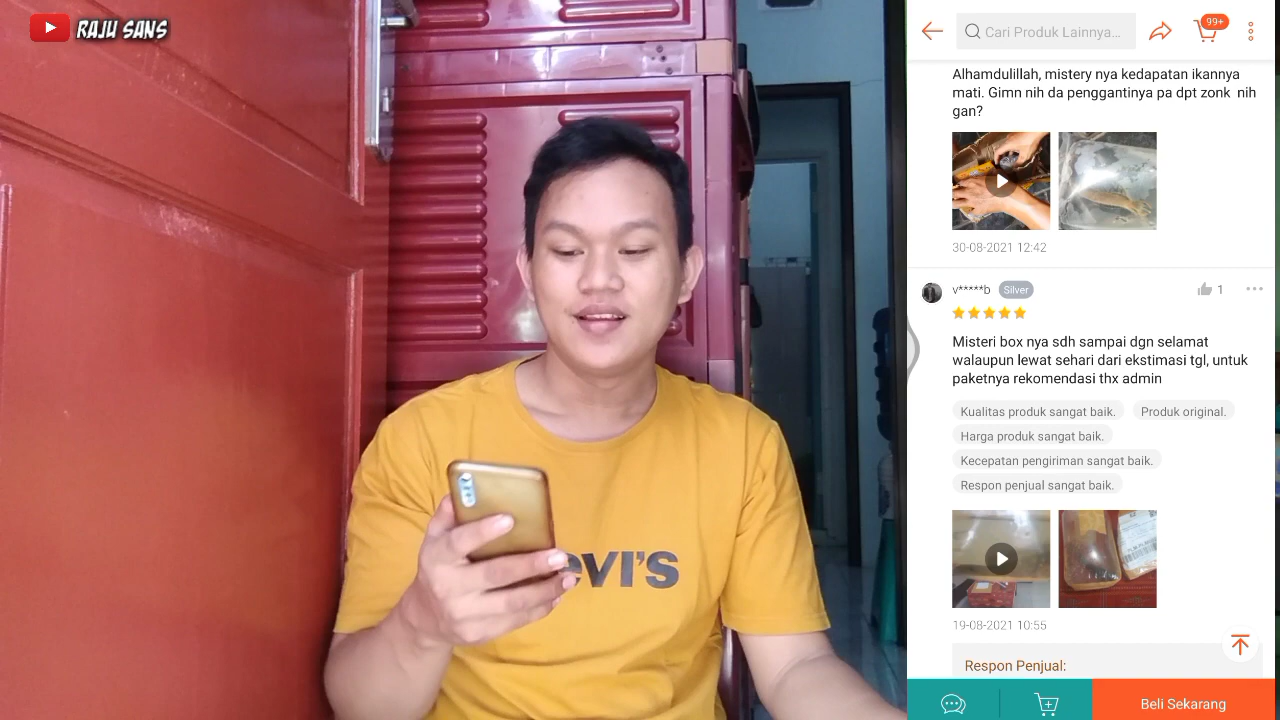 RAJU SANS
evi's
Cari Produk Lainnya...
99+
Alhamdulillah, mistery nya kedapatan ikannya
mati. Gimn nih da penggantinya pa dpt zonk nih
gan?
30-08-2021 12:42
v*****b
Silver
1
Misteri box nya sdh sampai dgn selamat
walaupun lewat sehari dari ekstimasi tgl, untuk
paketnya rekomendasi thx admin
Kualitas produk sangat baik.
Produk original.
Harga produk sangat baik.
Kecepatan pengiriman sangat baik.
Respon penjual sangat baik.
19-08-2021 10:55
Respon Penjual:
Beli Sekarang